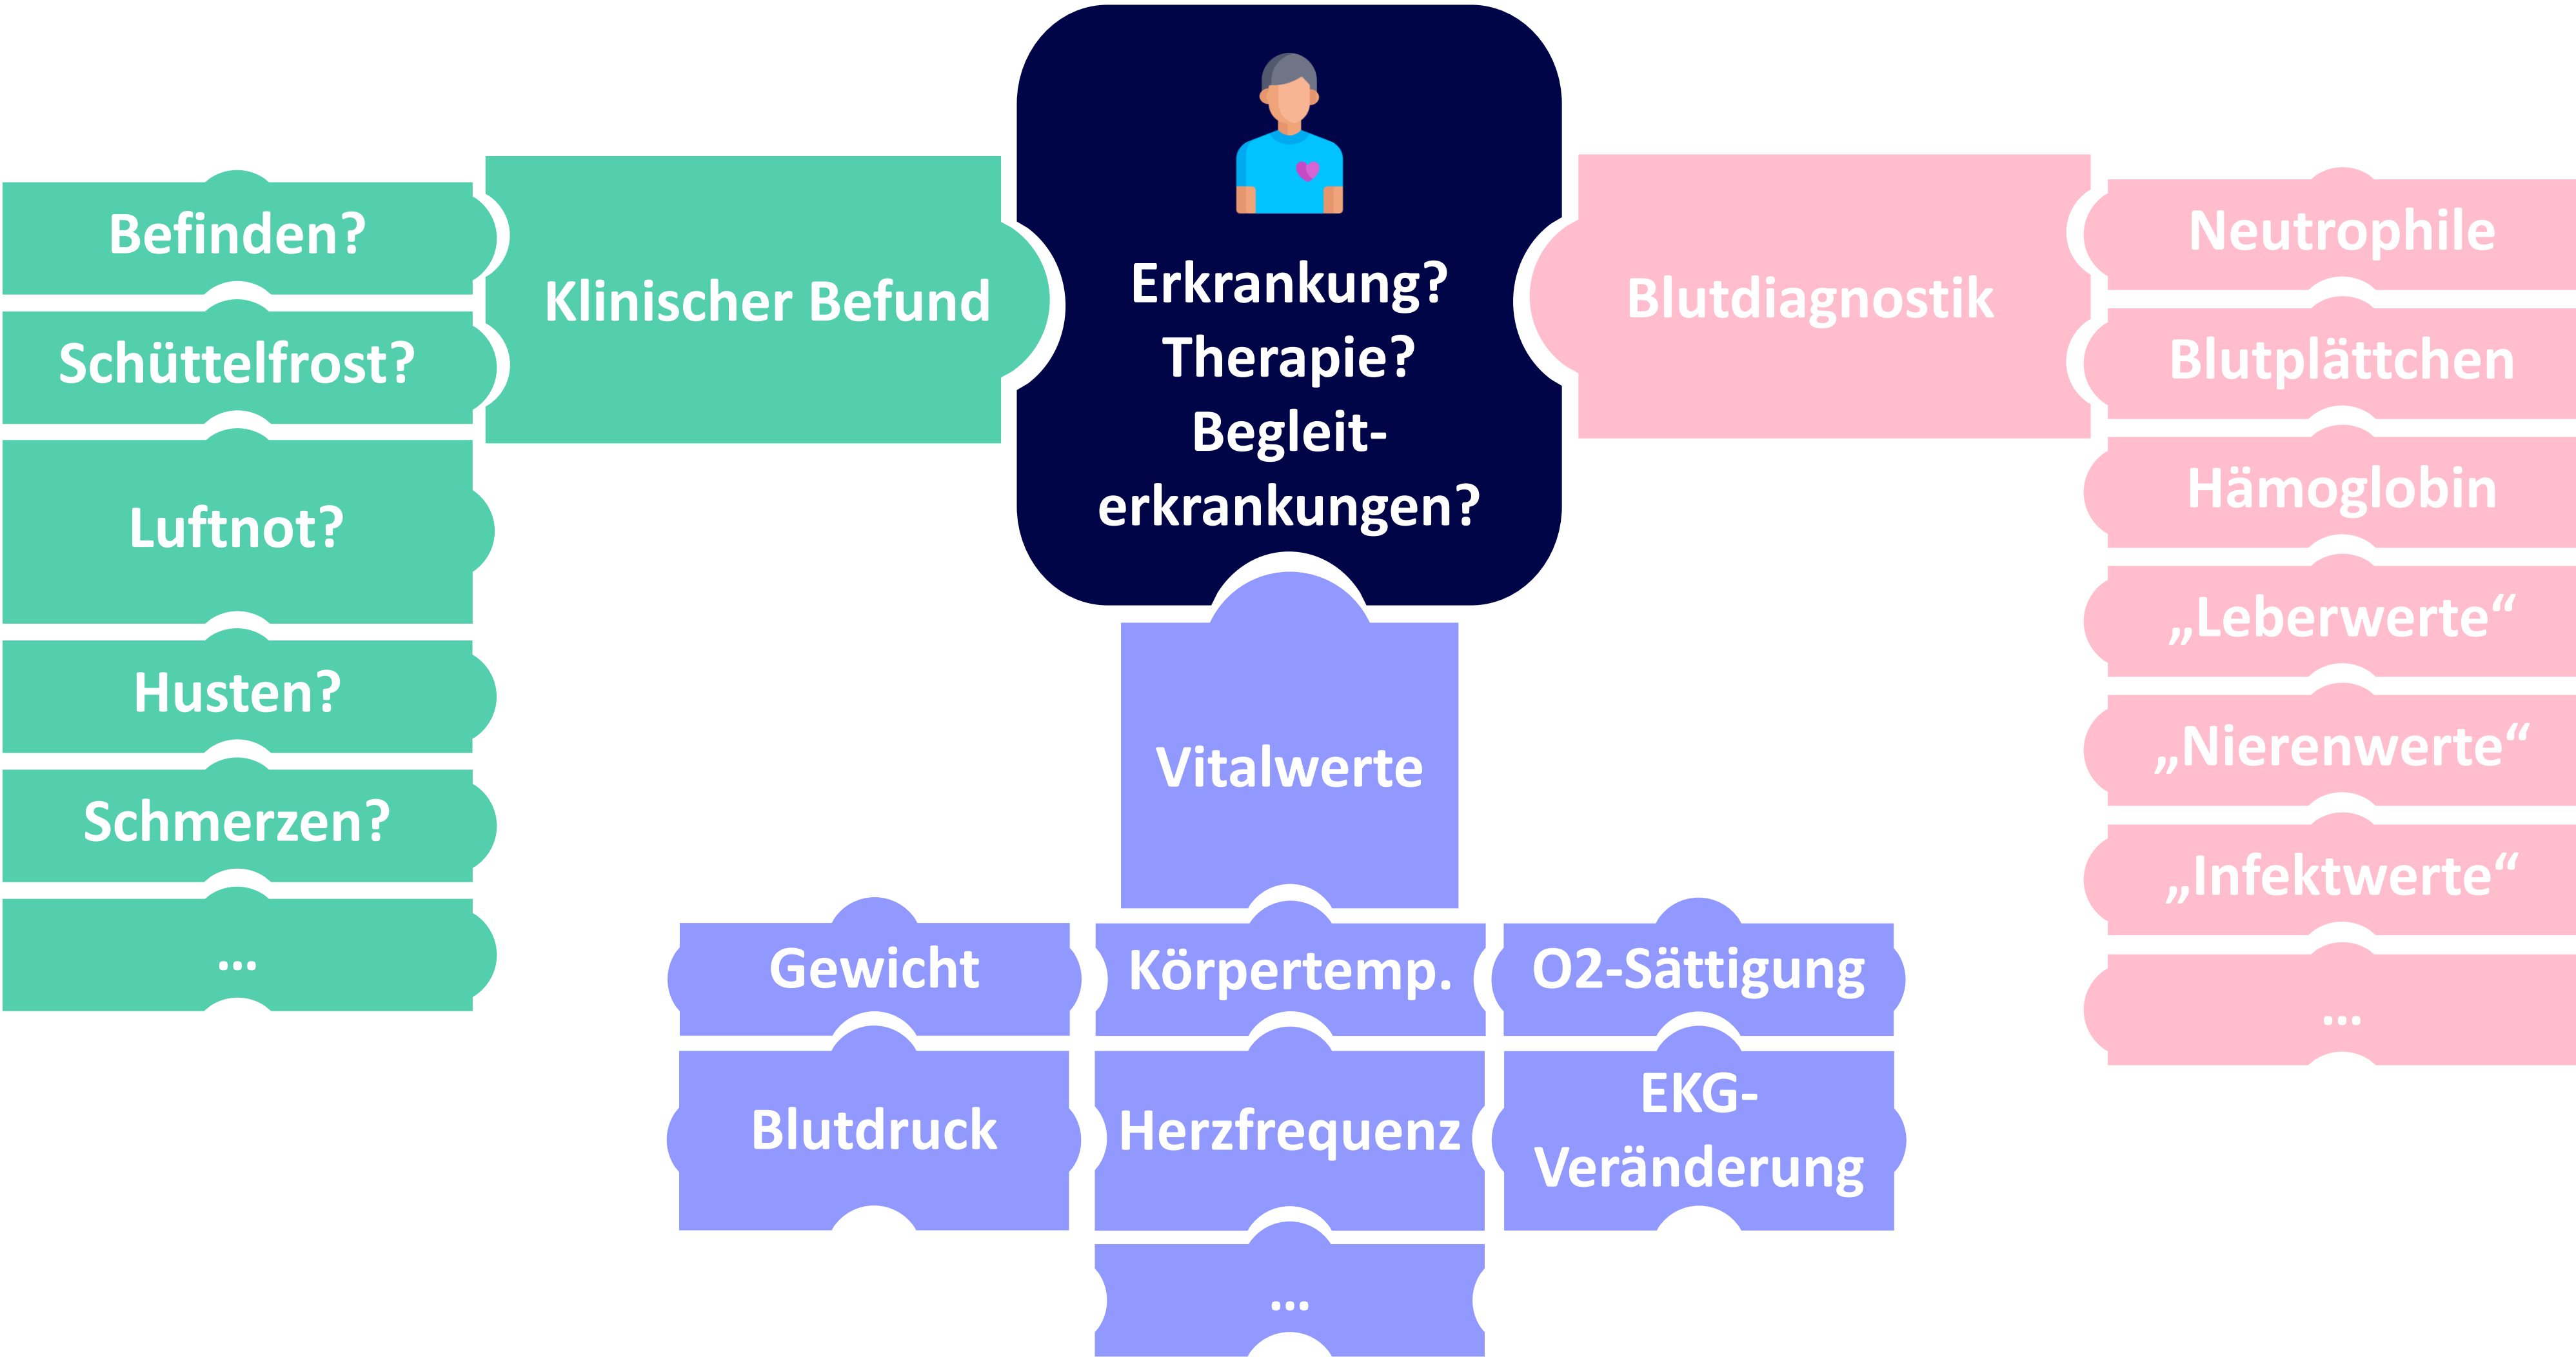 Erkrankung?
Therapie?
Begleit-
erkrankungen?
Klinischer Befund
Befinden?
Schüttelfrost?
Luftnot?
Husten?
Schmerzen?
...
Vitalwerte
Gewicht
Körpertemp.
O2-Sättigung
Blutdruck
Herzfrequenz
EKG-
Veränderung
...
Blutdiagnostik
Neutrophile
Blutplättchen
Hämoglobin
„Leberwerte“
„Nierenwerte“
„Infektwerte“
...